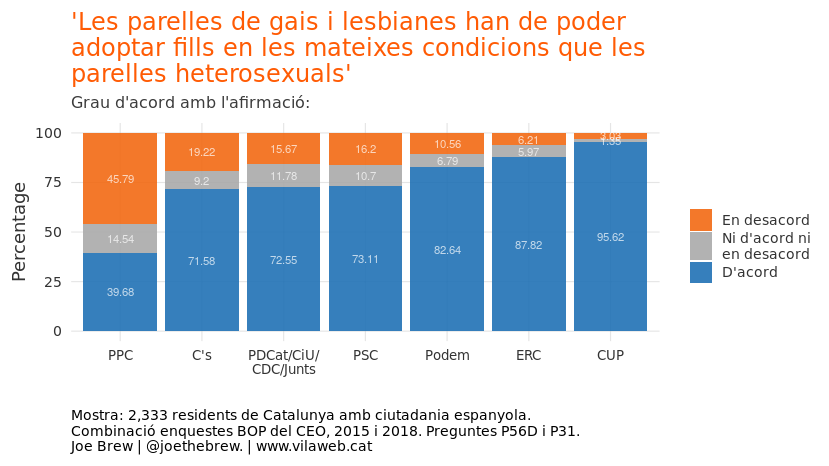 'Les parelles de gais i lesbianes han de poder
adoptar fills en les mateixes condicions que les
parelles heterosexuals'
Grau d'acord amb l'afirmació:
Percentage
100
75
50
25
0
45.79
14.54
39.68
19.22
9.2
71.58
15.67
11.78
72.55
16.2
10.7
73.11
10.56
6.79
82.64
6.21
5.97
87.82
3.03
1.35
95.62
PPC
C's
PDCat/CiU/
CDC/Junts
PSC
Podem
ERC
CUP
En desacord
Ni d'acord ni
en desacord
D'acord
Mostra: 2,333 residents de Catalunya amb ciutadania espanyola.
Combinació enquestes BOP del CEO, 2015 i 2018. Preguntes P56D i P31.
Joe Brew | @joethebrew. | www.vilaweb.cat